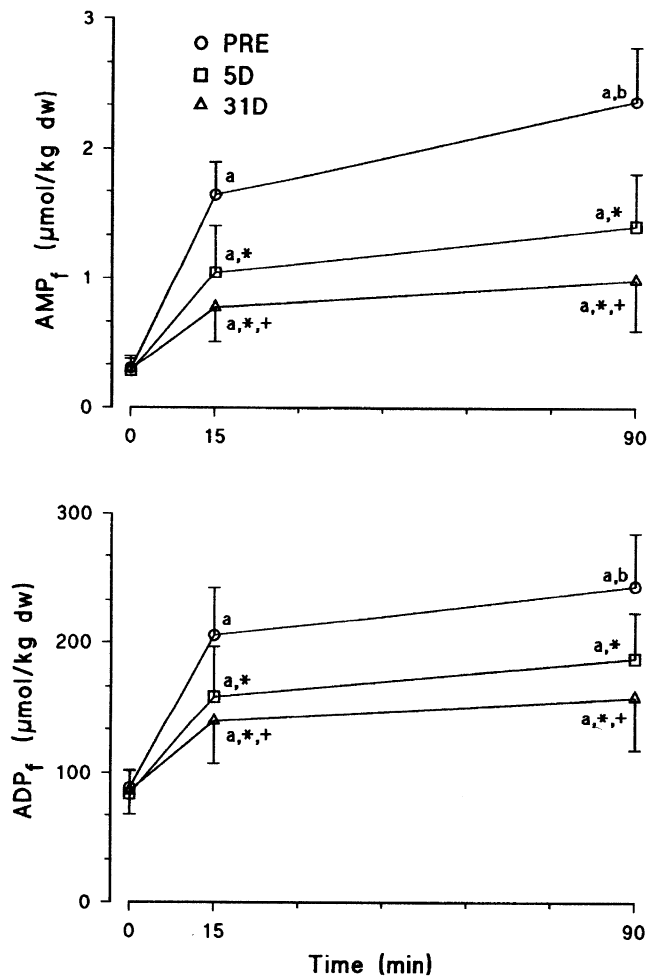 3
○ PRE
□ 5D
△ 31D
a,b
2
a
a,*
a,*
1
a,*,+
a,*,+
0
0 15 90
AMPf (μmol/kg dw)
300
a,b
a
200
a,*
a,*
a,*,+
a,*,+
100
0
0 15 90
ADPf (μmol/kg dw)
Time (min)